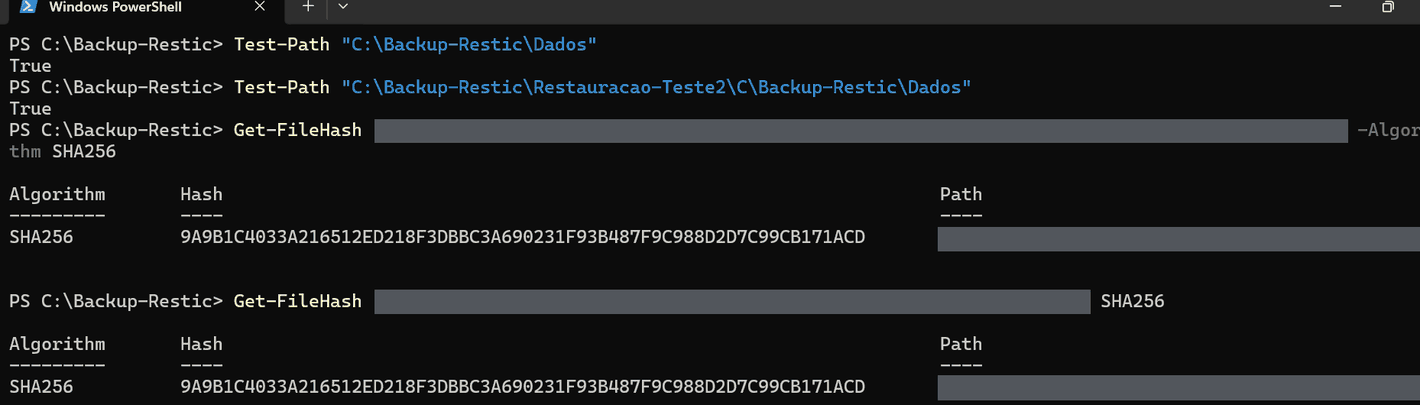 Windows PowerShell
PS C:\Backup-Restic> Test-Path "C:\Backup-Restic\Dados"
True
PS C:\Backup-Restic> Test-Path "C:\Backup-Restic\Restauracao-Teste2\C\Backup-Restic\Dados"
True
PS C:\Backup-Restic> Get-FileHash -Algor
thm SHA256
Algorithm Hash Path
--------- ---- ----
SHA256 9A9B1C4033A216512ED218F3DBBC3A690231F93B487F9C988D2D7C99CB171ACD
PS C:\Backup-Restic> Get-FileHash SHA256
Algorithm Hash Path
--------- ---- ----
SHA256 9A9B1C4033A216512ED218F3DBBC3A690231F93B487F9C988D2D7C99CB171ACD